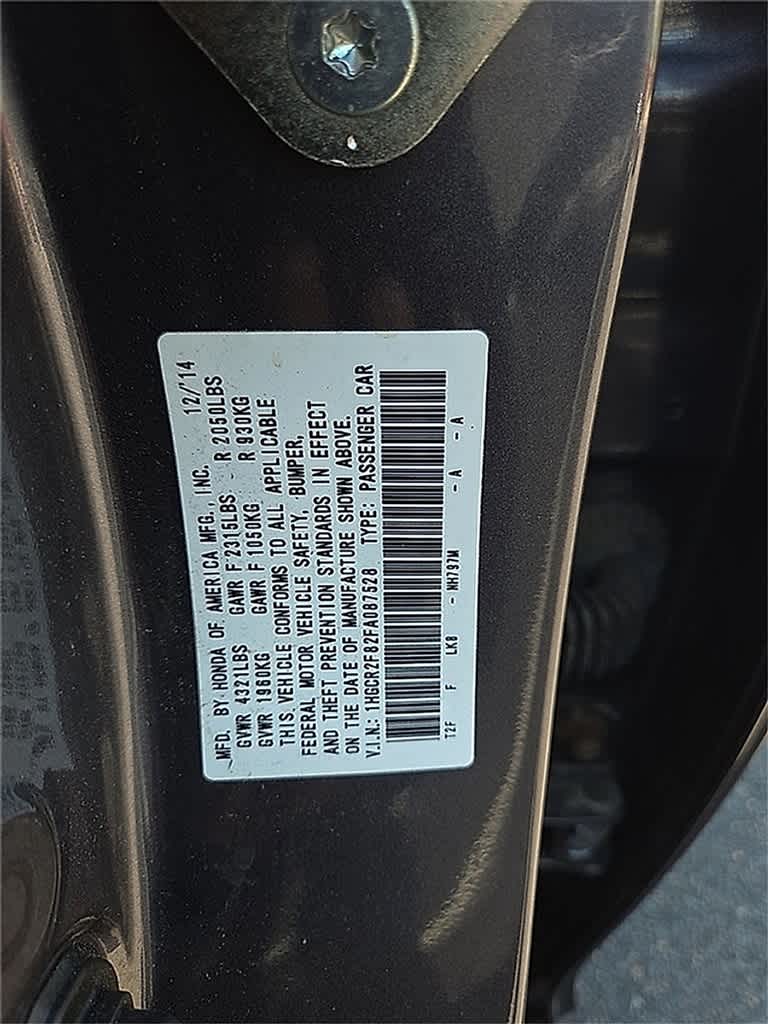 MFD. BY HONDA OF AMERICA MFG., INC. 12/'14
GVWR 4321LBS GAWR F 2315LBS R 2050LBS
GVWR 1960KG GAWR F 1050KG R 930KG
THIS VEHICLE CONFORMS TO ALL APPLICABLE
FEDERAL MOTOR VEHICLE SAFETY, BUMPER,
AND THEFT PREVENTION STANDARDS IN EFFECT
ON THE DATE OF MANUFACTURE SHOWN ABOVE.
V.I.N.: 1HGCR2F82FA087528 TYPE: PASSENGER CAR
T2F F LK8 - NH797M - A - A